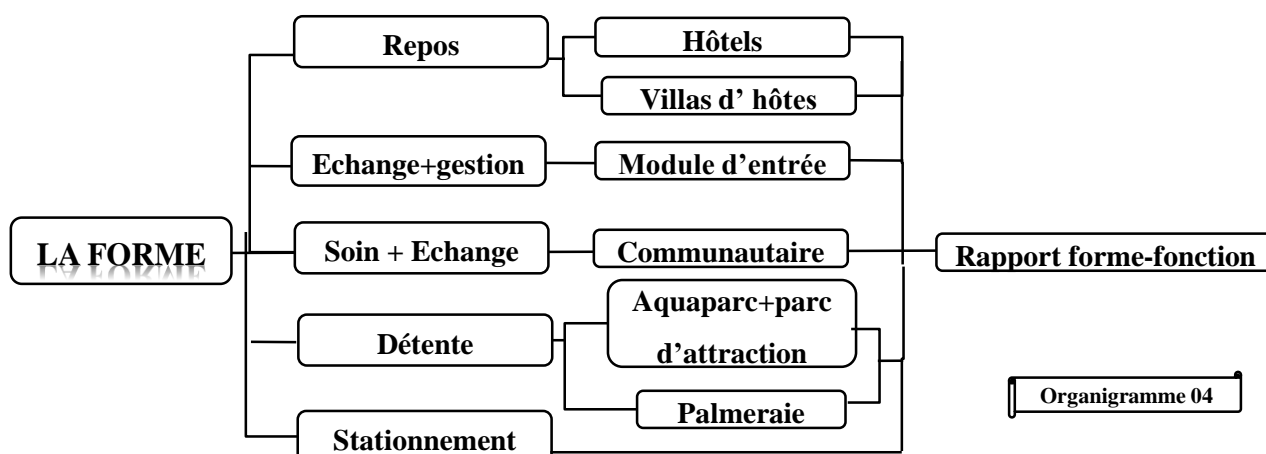 Repos
Hôtels
Villas d’ hôtes
Echange+gestion
Module d’entrée
LA FORME
Soin + Echange
Communautaire
Rapport forme-fonction
Détente
Aquaparc+parc
d’attraction
Palmeraie
Organigramme 04
Stationnement